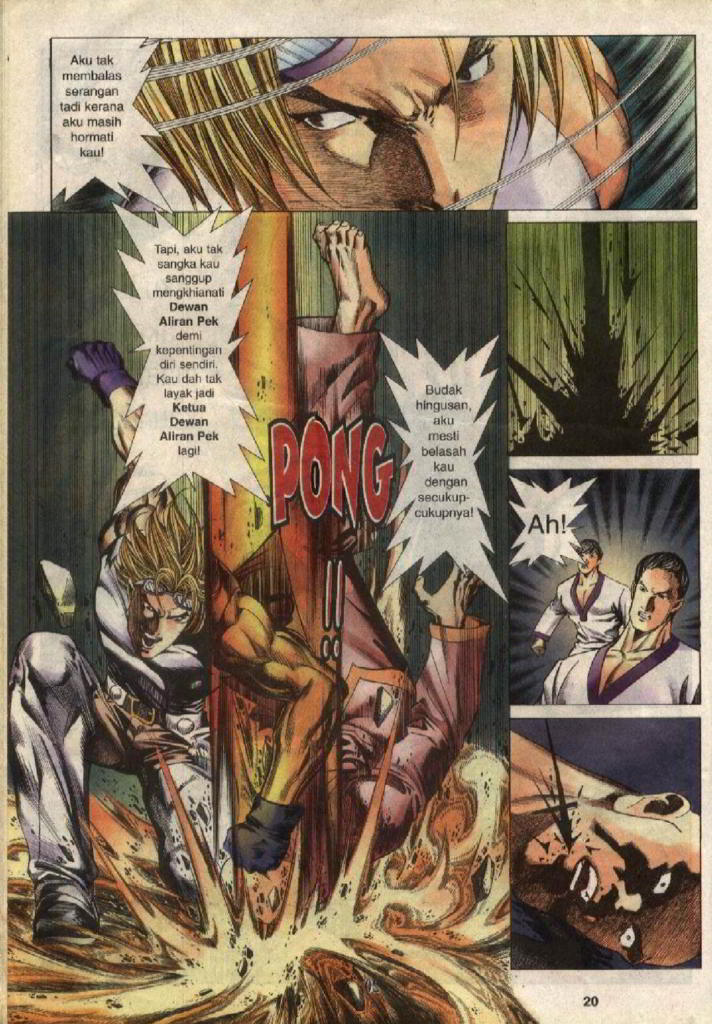 Aku tak
membalas
serangan
tadi kerana
aku masih
hormati
kau!
Tapi, aku tak
sangka kau
sanggup
mengkhianati
Dewan
Aliran Pek
demi
kepentingan
diri sendiri.
Kau dah tak
layak jadi
Ketua
Dewan
Aliran Pek
lagi!
Budak
hingusan,
aku
mesti
belasah
kau
dengan
secukup-
cukupnya!
PONG
!!
Ah!
20